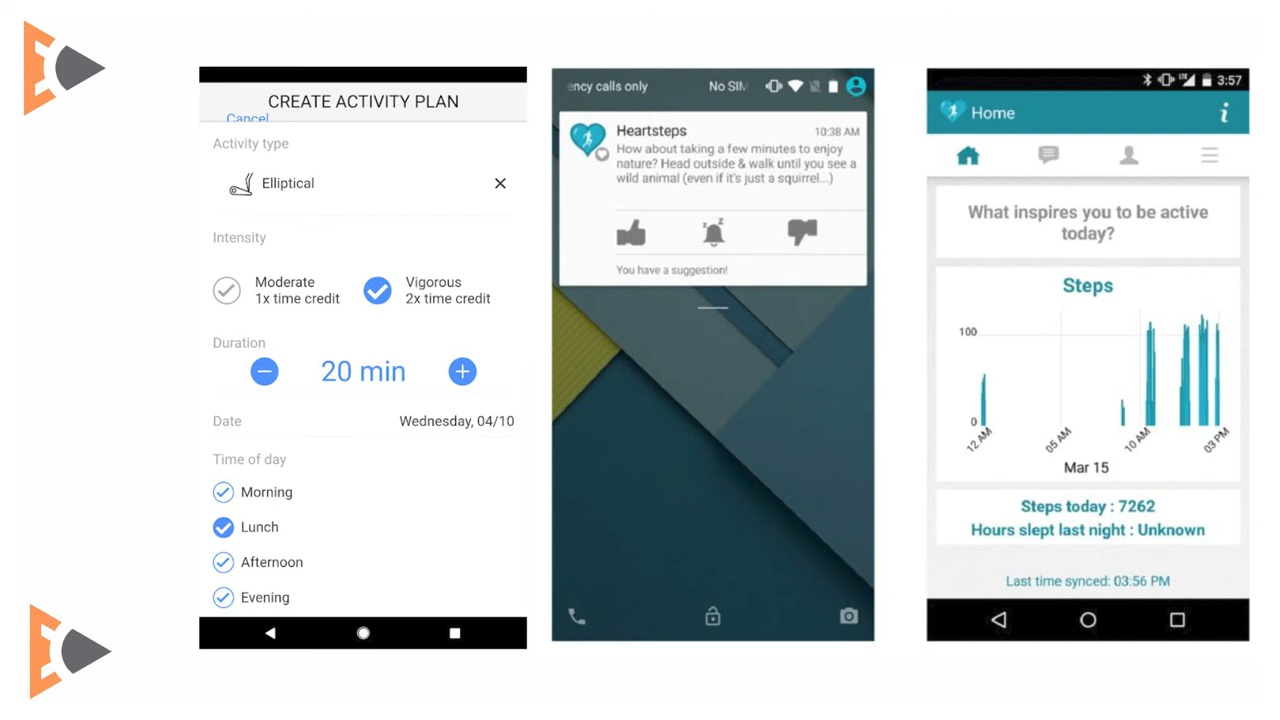 CREATE ACTIVITY PLAN
Cancel
Activity type
Elliptical
Intensity
Moderate
1x time credit
Vigorous
2x time credit
Duration
20 min
Date
Wednesday, 04/10
Time of day
Morning
Lunch
Afternoon
Evening
ency calls only No SIM
Heartsteps 10:38 AM
How about taking a few minutes to enjoy
nature? Head outside & walk until you see a
wild animal (even if it's just a squirrel...)
You have a suggestion!
LTE 3:57
Home
What inspires you to be active
today?
Steps
100
0
12 AM 05 AM 10 AM 03 PM
Mar 15
Steps today : 7262
Hours slept last night : Unknown
Last time synced: 03:56 PM